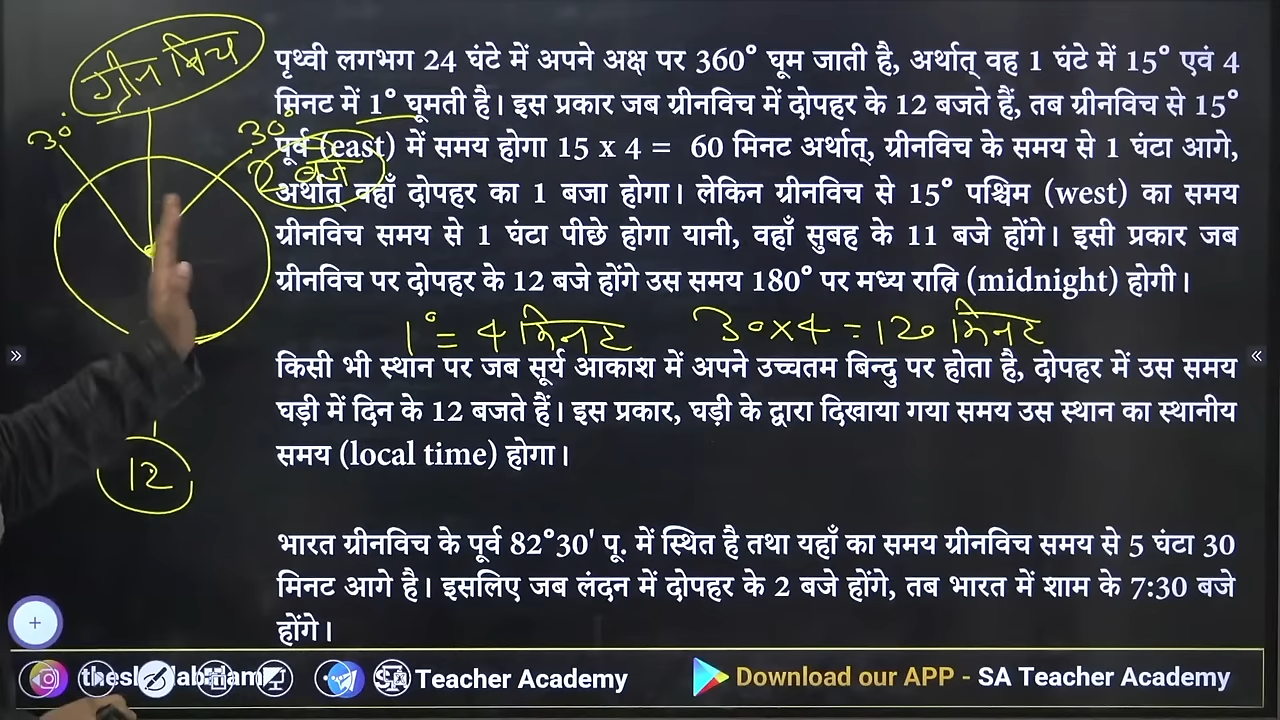 ग्रीन विच
30°
30°
2 बजे
पृथ्वी लगभग 24 घंटे में अपने अक्ष पर 360° घूम जाती है, अर्थात् वह 1 घंटे में 15° एवं 4
मिनट में 1° घूमती है। इस प्रकार जब ग्रीनविच में दोपहर के 12 बजते हैं, तब ग्रीनविच से 15°
पूर्व (east) में समय होगा 15 x 4 = 60 मिनट अर्थात्, ग्रीनविच के समय से 1 घंटा आगे,
अर्थात् वहाँ दोपहर का 1 बजा होगा। लेकिन ग्रीनविच से 15° पश्चिम (west) का समय
ग्रीनविच समय से 1 घंटा पीछे होगा यानी, वहाँ सुबह के 11 बजे होंगे। इसी प्रकार जब
ग्रीनविच पर दोपहर के 12 बजे होंगे उस समय 180° पर मध्य रात्रि (midnight) होगी।
1° = 4 मिनट 30x4 = 120 मिनट
किसी भी स्थान पर जब सूर्य आकाश में अपने उच्चतम बिन्दु पर होता है, दोपहर में उस समय
घड़ी में दिन के 12 बजते हैं। इस प्रकार, घड़ी के द्वारा दिखाया गया समय उस स्थान का स्थानीय
समय (local time) होगा।
12
भारत ग्रीनविच के पूर्व 82°30' पू. में स्थित है तथा यहाँ का समय ग्रीनविच समय से 5 घंटा 30
मिनट आगे है। इसलिए जब लंदन में दोपहर के 2 बजे होंगे, तब भारत में शाम के 7:30 बजे
होंगे।
Teacher Academy
Download our APP - SA Teacher Academy